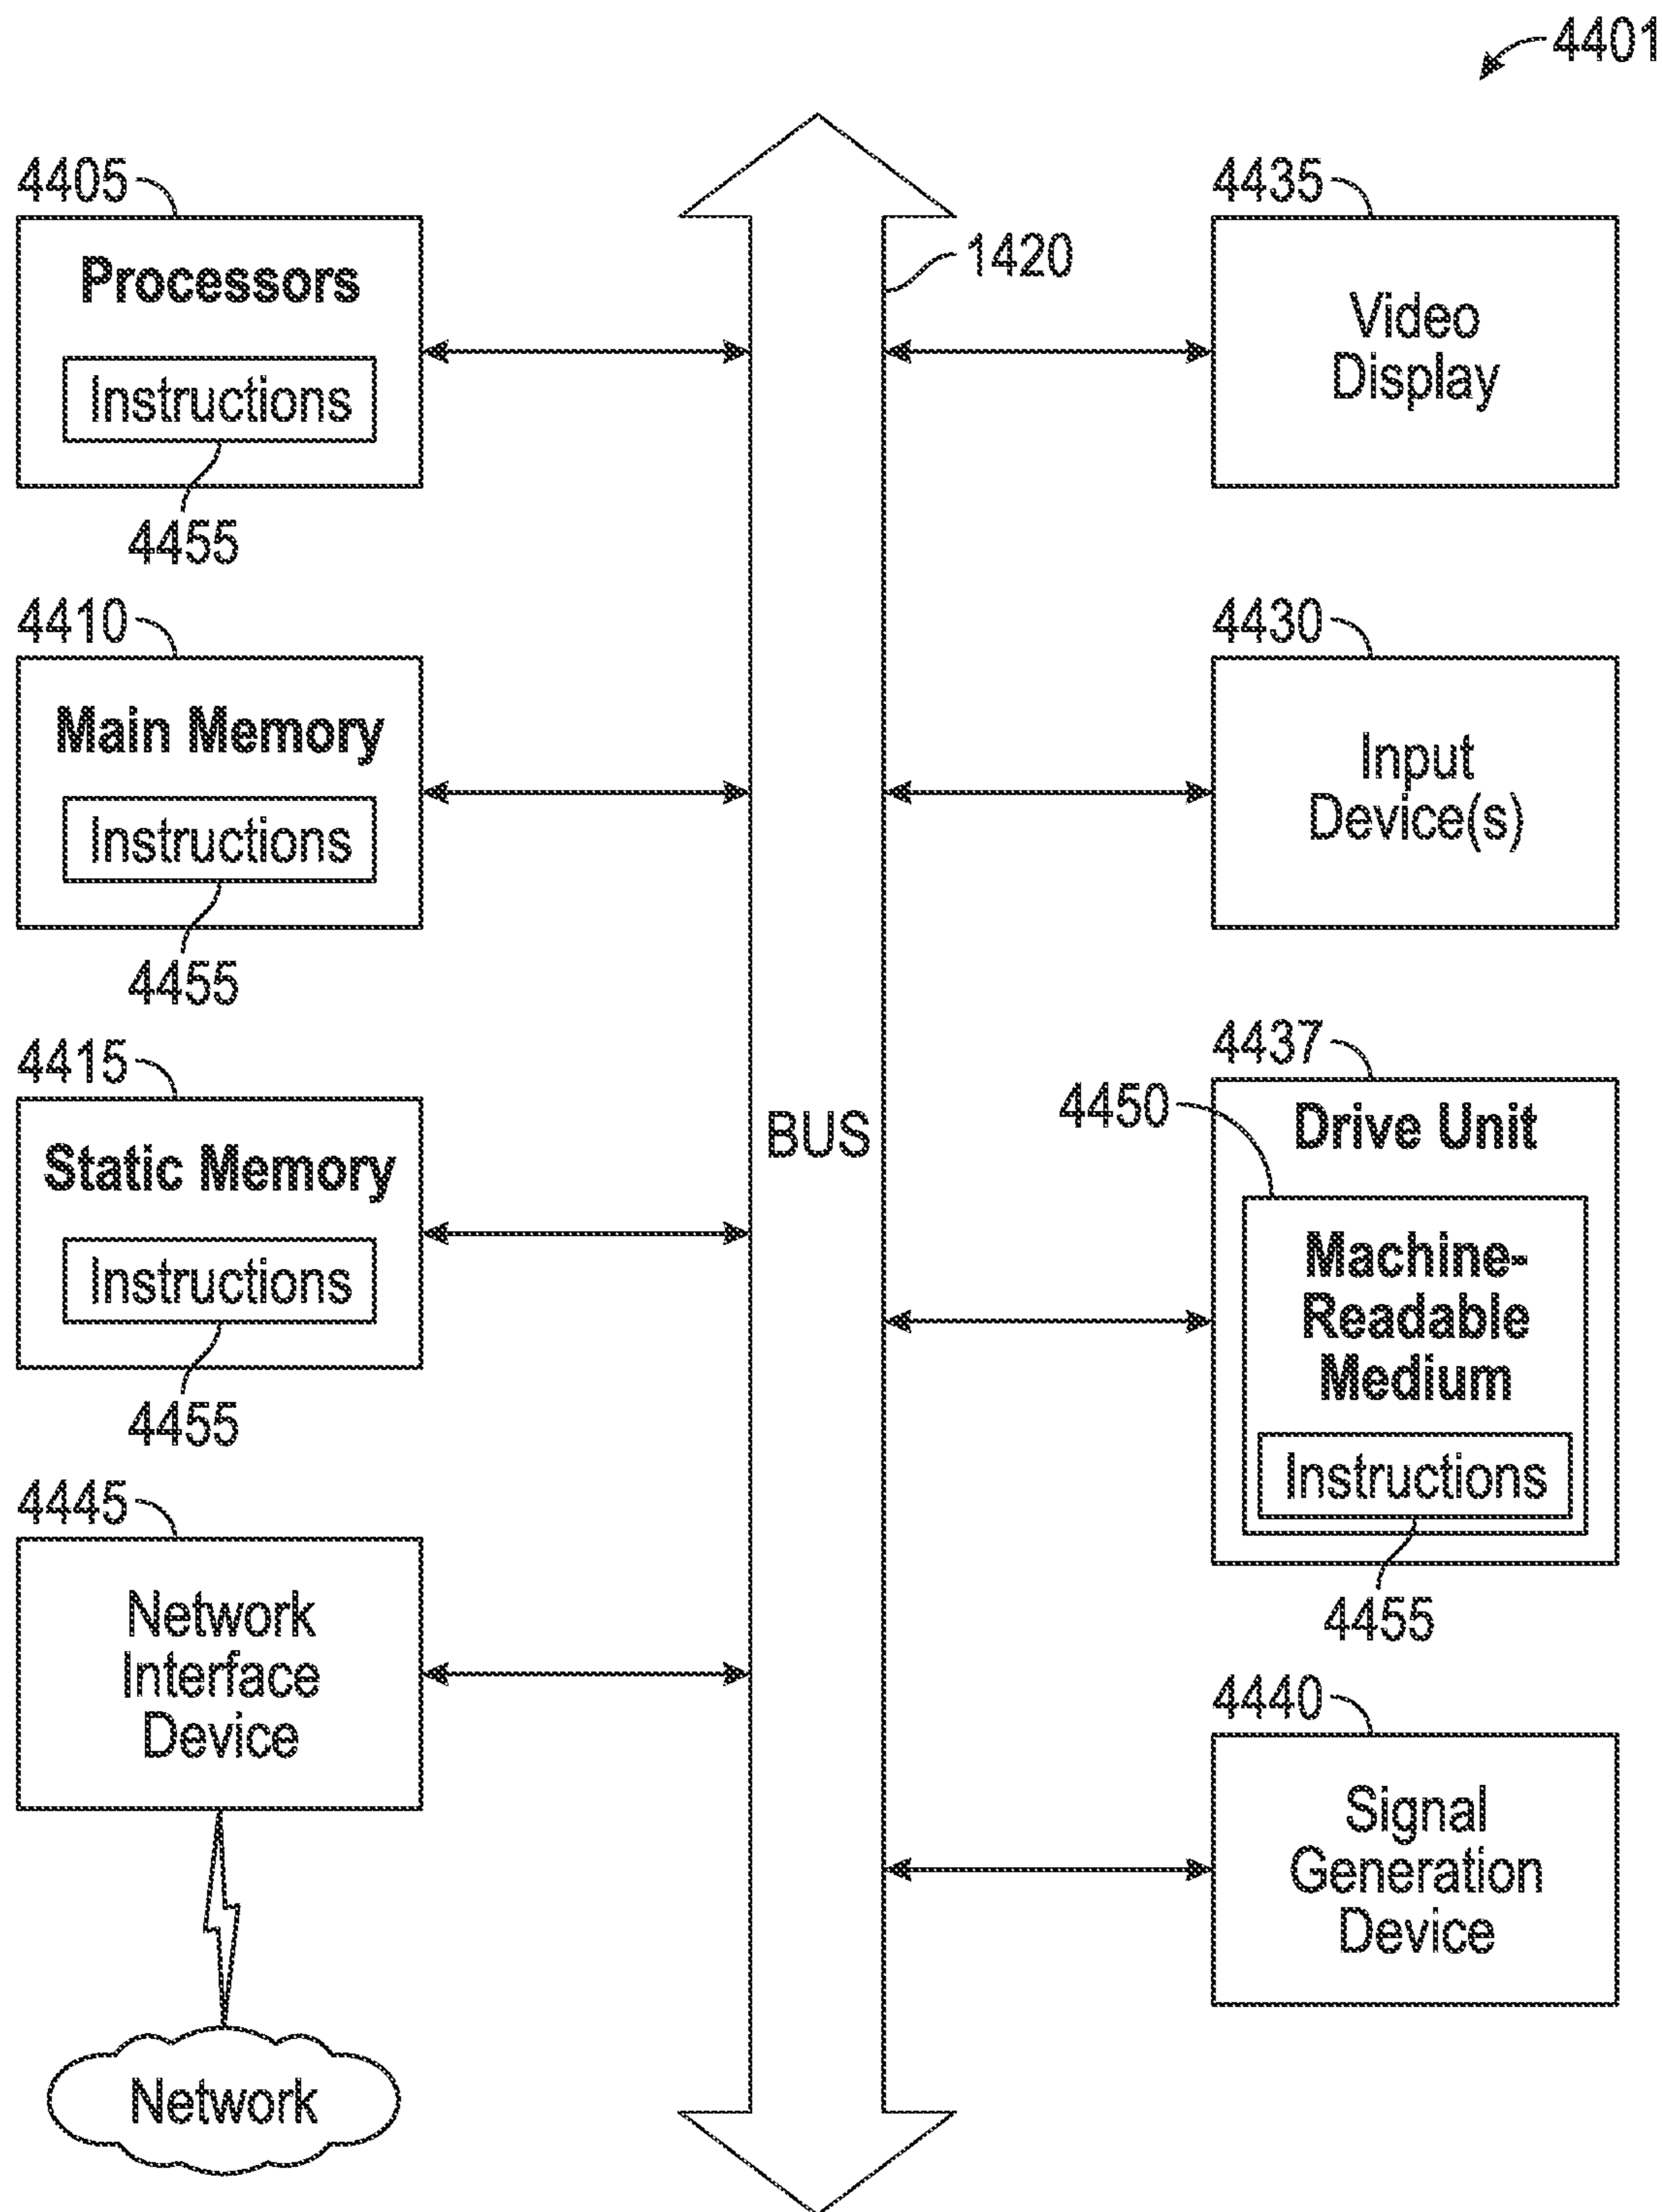 4401
4405
Processors
Instructions
4455
4410
Main Memory
Instructions
4455
4415
Static Memory
Instructions
4455
4445
Network
Interface
Device
Network
1420
BUS
4435
Video
Display
4430
Input
Device(s)
4437
4450
Drive Unit
Machine-
Readable
Medium
Instructions
4455
4440
Signal
Generation
Device